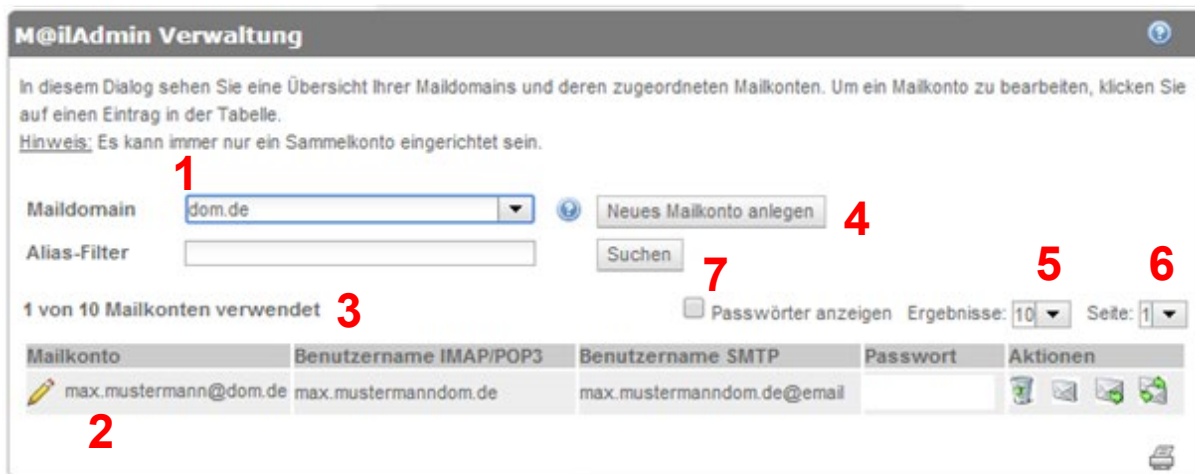 M@ilAdmin Verwaltung
In diesem Dialog sehen Sie eine Übersicht Ihrer Maildomains und deren zugeordneten Mailkonten. Um ein Mailkonto zu bearbeiten, klicken Sie
auf einen Eintrag in der Tabelle.
Hinweis: Es kann immer nur ein Sammelkonto eingerichtet sein.
1
Maildomain dom.de Neues Mailkonto anlegen 4
Alias-Filter Suchen
7 5 6
1 von 10 Mailkonten verwendet 3 Passwörter anzeigen Ergebnisse: 10 Seite: 1
Mailkonto Benutzername IMAP/POP3 Benutzername SMTP Passwort Aktionen
max.mustermann@dom.de max.mustermanndom.de max.mustermanndom.de@email
2